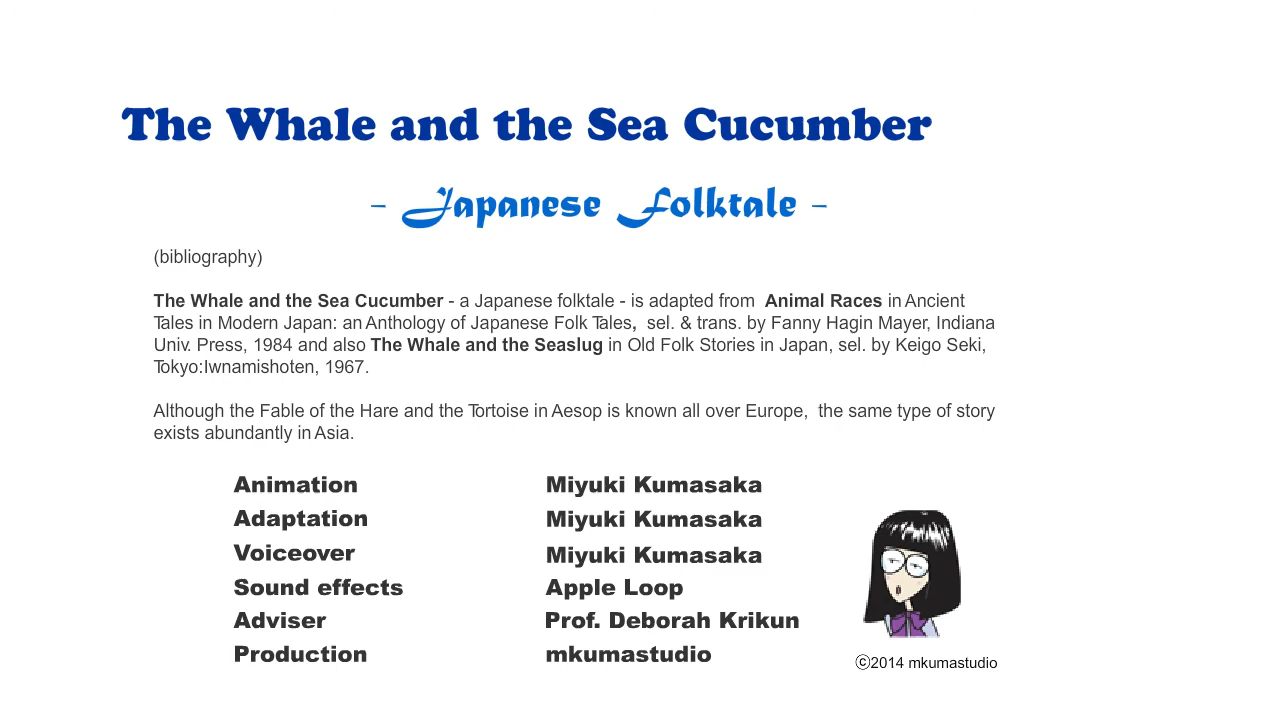 The Whale and the Sea Cucumber
- Japanese Folktale -
(bibliography)
The Whale and the Sea Cucumber - a Japanese folktale - is adapted from Animal Races in Ancient
Tales in Modern Japan: an Anthology of Japanese Folk Tales, sel. & trans. by Fanny Hagin Mayer, Indiana
Univ. Press, 1984 and also The Whale and the Seaslug in Old Folk Stories in Japan, sel. by Keigo Seki,
Tokyo:Iwnamishoten, 1967.
Although the Fable of the Hare and the Tortoise in Aesop is known all over Europe, the same type of story
exists abundantly in Asia.
Animation Miyuki Kumasaka
Adaptation Miyuki Kumasaka
Voiceover Miyuki Kumasaka
Sound effects Apple Loop
Adviser Prof. Deborah Krikun
Production mkumastudio
ⓒ2014 mkumastudio